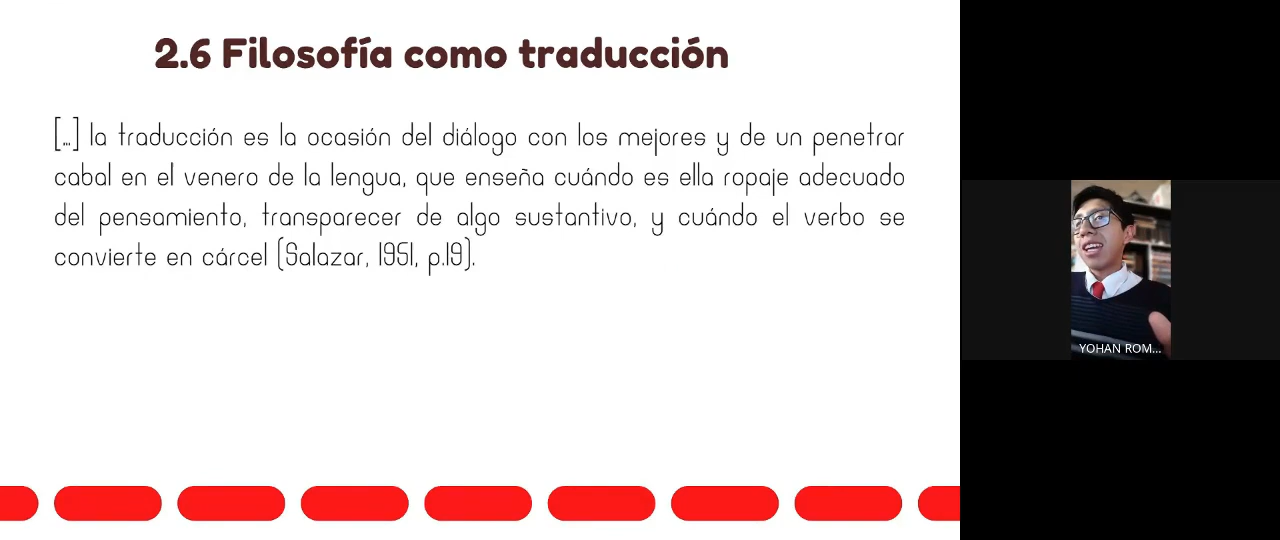 2.6 Filosofía como traducción
[...] la traducción es la ocasión del diálogo con los mejores y de un penetrar
cabal en el venero de la lengua, que enseña cuándo es ella ropaje adecuado
del pensamiento, transparecer de algo sustantivo, y cuándo el verbo se
convierte en cárcel (Salazar, 1951, p.19).
YOHAN ROM...